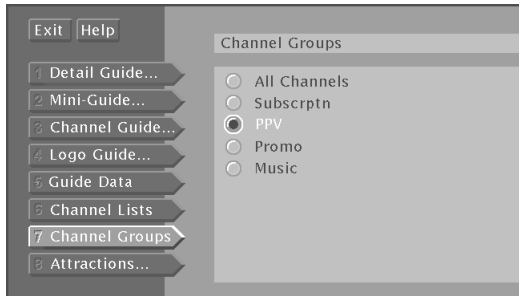 Exit Help
Channel Groups
1 Detail Guide...
2 Mini-Guide...
3 Channel Guide...
4 Logo Guide...
5 Guide Data
6 Channel Lists
7 Channel Groups
8 Attractions...
All Channels
Subscrptn
PPV
Promo
Music